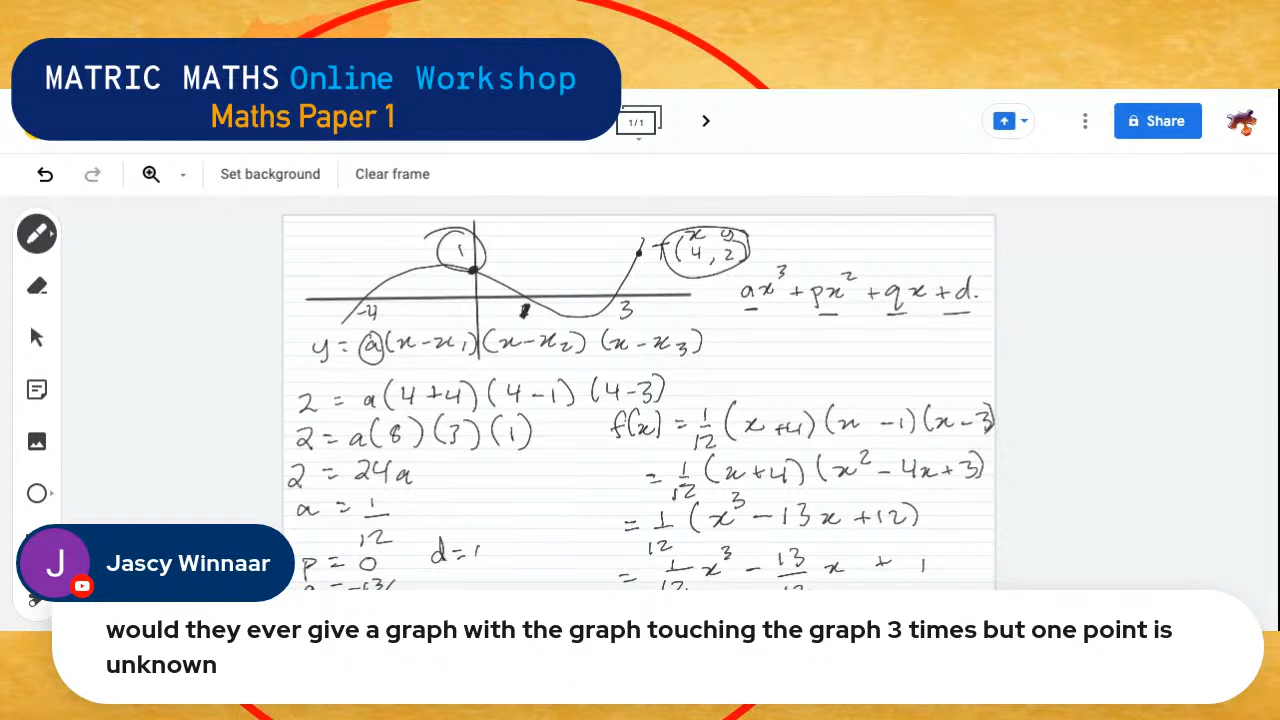 MATRIC MATHS Online Workshop
Maths Paper 1
1/1
Share
Set background
Clear frame
1
x y
T(4, 2)
-4
3
ax³ + px² + qx + d.
y = a(x-x₁)(x-x₂)(x-x₃)
2 = a(4+4)(4-1)(4-3)
2 = a(8)(3)(1)
2 = 24a
a = 1/12
p = 0
d = 1
f(x) = 1/12 (x+4)(x-1)(x-3)
= 1/12 (x+4)(x²-4x+3)
= 1/12 (x³-13x+12)
= 1/12 x³ - 13/12 x + 1
J
Jascy Winnaar
would they ever give a graph with the graph touching the graph 3 times but one point is
unknown